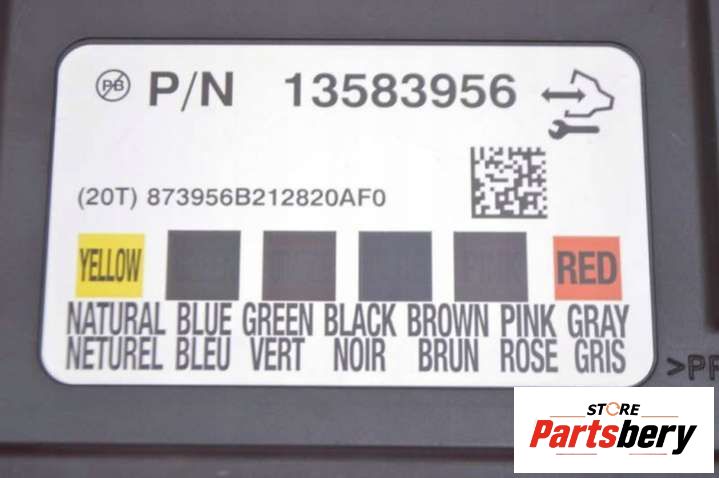 PB P/N 13583956
(20T) 873956B212820AF0
YELLOW RED
NATURAL BLUE GREEN BLACK BROWN PINK GRAY
NETUREL BLEU VERT NOIR BRUN ROSE GRIS
STORE
Partsbery